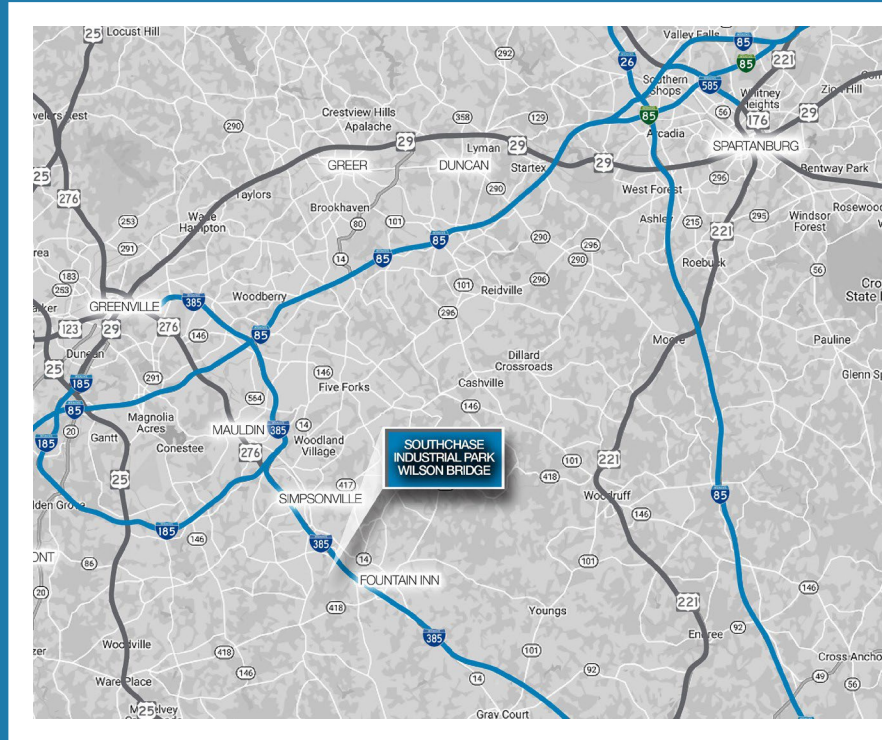 25
Locust Hill
292
Valley Falls
85
26
85
221
Southern
Shops
585
Whitney
Heights
Zion Hill
Crestview Hills
Apalache
358
129
85
56
176
29
290
29
Lyman
29
Arcadia
SPARTANBURG
GREER
DUNCAN
Startex
29
Bentway Park
25
276
Taylors
290
West Forest
296
Brookhaven
80
101
Ashley
215
295
Windsor
Forest
Wade
Hampton
253
291
85
85
14
290
296
290
221
Roebuck
56
183
253
101
Reidville
296
GREENVILLE
385
Woodberry
296
123
29
276
146
85
Moore
Pauline
Dunean
25
185
291
146
Five Forks
Dillard
Crossroads
Cashville
85
564
146
Magnolia
Acres
20
Gantt
Conestee
MAULDIN
385
14
Woodland
Village
185
276
SOUTHCHASE
INDUSTRIAL PARK
WILSON BRIDGE
221
101
418
25
417
SIMPSONVILLE
Woodruff
85
185
146
146
385
14
86
FOUNTAIN INN
101
146
20
418
Youngs
221
Enoree
92
385
Woodville
418
146
101
92
14
Cross Ancho
49
56
Ware Place
25
Gray Court